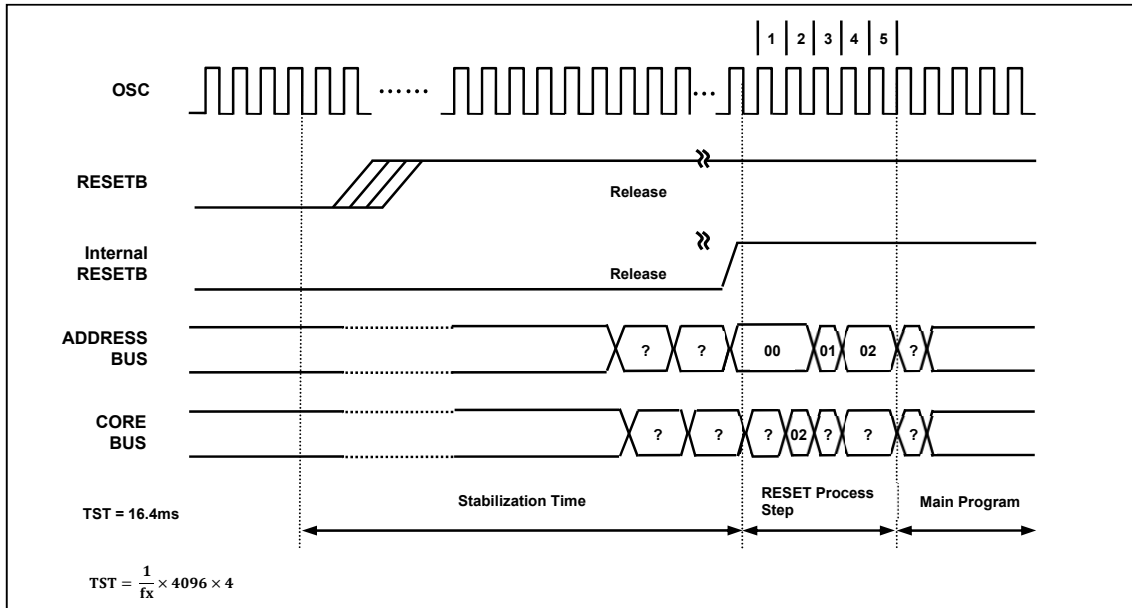 1 2 3 4 5
OSC
RESETB
Release
Internal
RESETB
Release
ADDRESS
BUS
? ? 00 01 02 ?
CORE
BUS
? ? ? 02 ? ? ?
TST = 16.4ms
Stabilization Time
RESET Process
Step
Main Program
TST = 1/fx × 4096 × 4